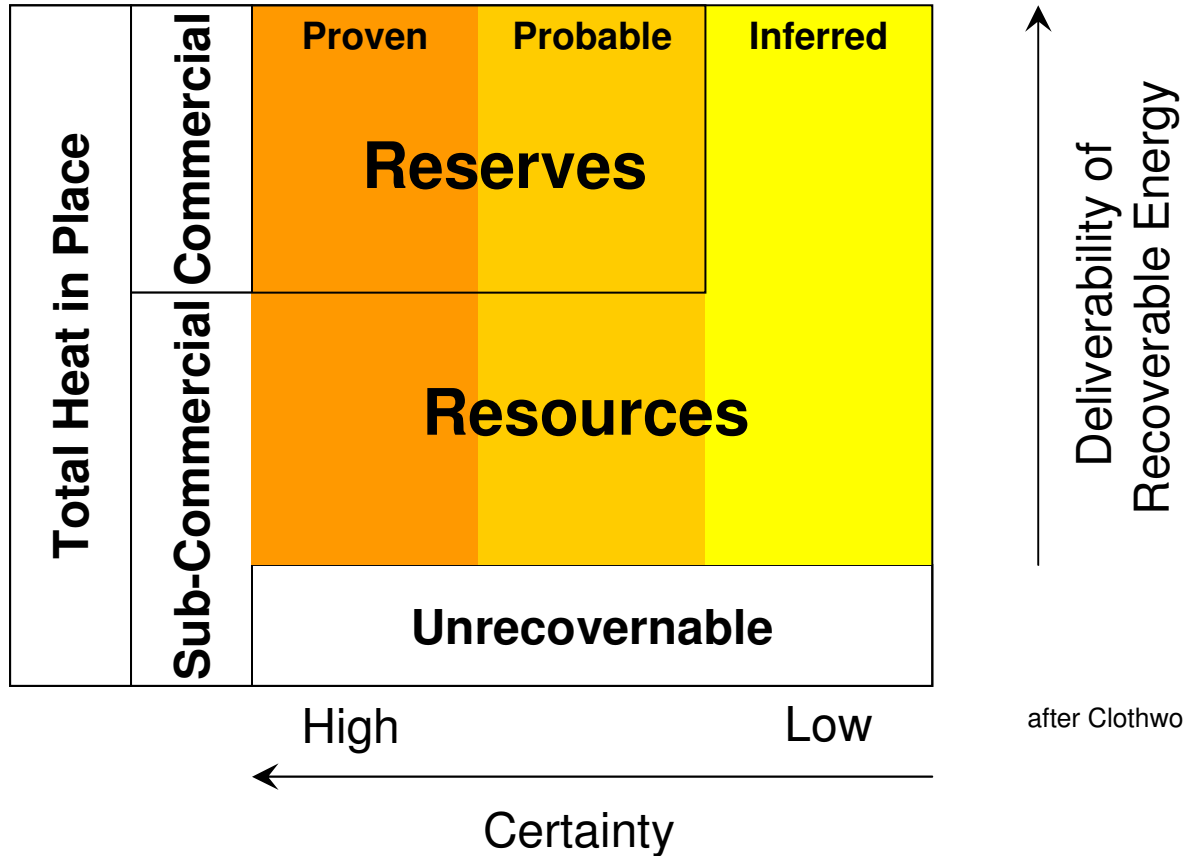 Total Heat in Place
Commercial
Sub-Commercial
Proven
Probable
Inferred
Reserves
Resources
Unrecovernable
Deliverability of
Recoverable Energy
High
Low
after Clothwo
Certainty